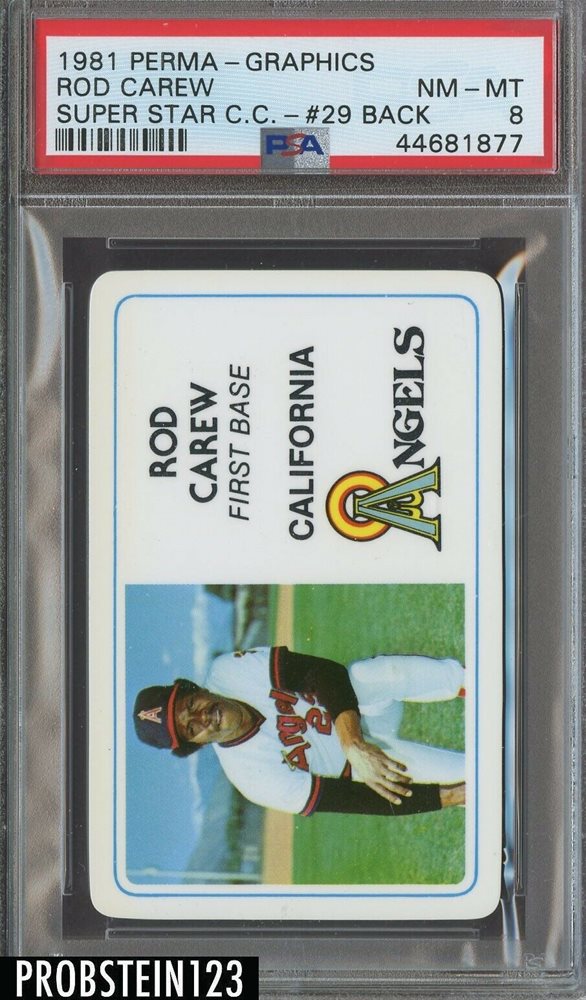 1981 PERMA-GRAPHICS
ROD CAREW NM-MT
SUPER STAR C.C.-#29 BACK 8
PSA 44681877
ROD
CAREW
FIRST BASE
CALIFORNIA
ANGELS
A
Angels
29
PROBSTEIN123